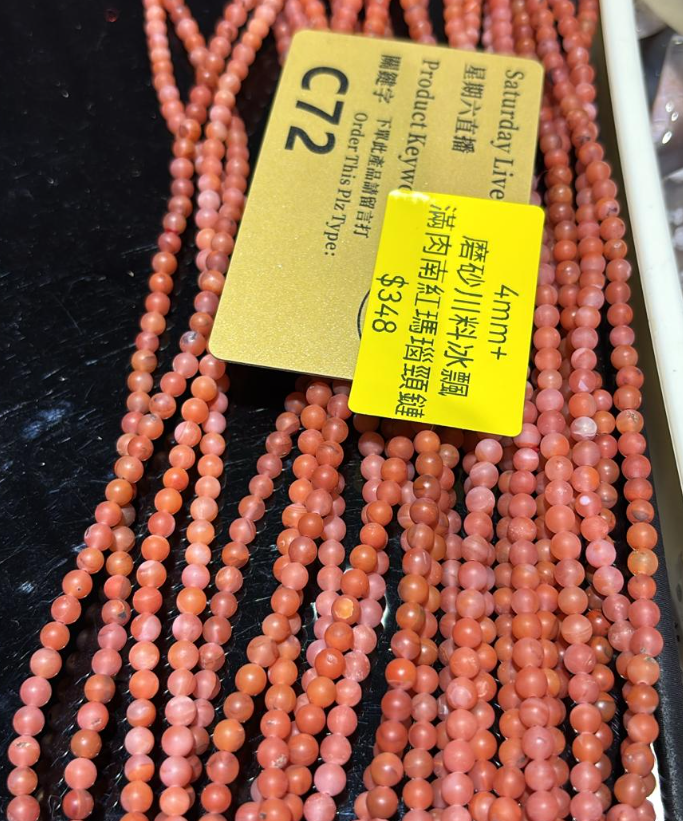 Saturday Live
星期六直播
Product Keywo
關鍵字 下單此產品請留言打
Order This Plz Type:
C72
4mm+
磨砂川料冰飄
滿肉南紅瑪瑙頸鏈
$348